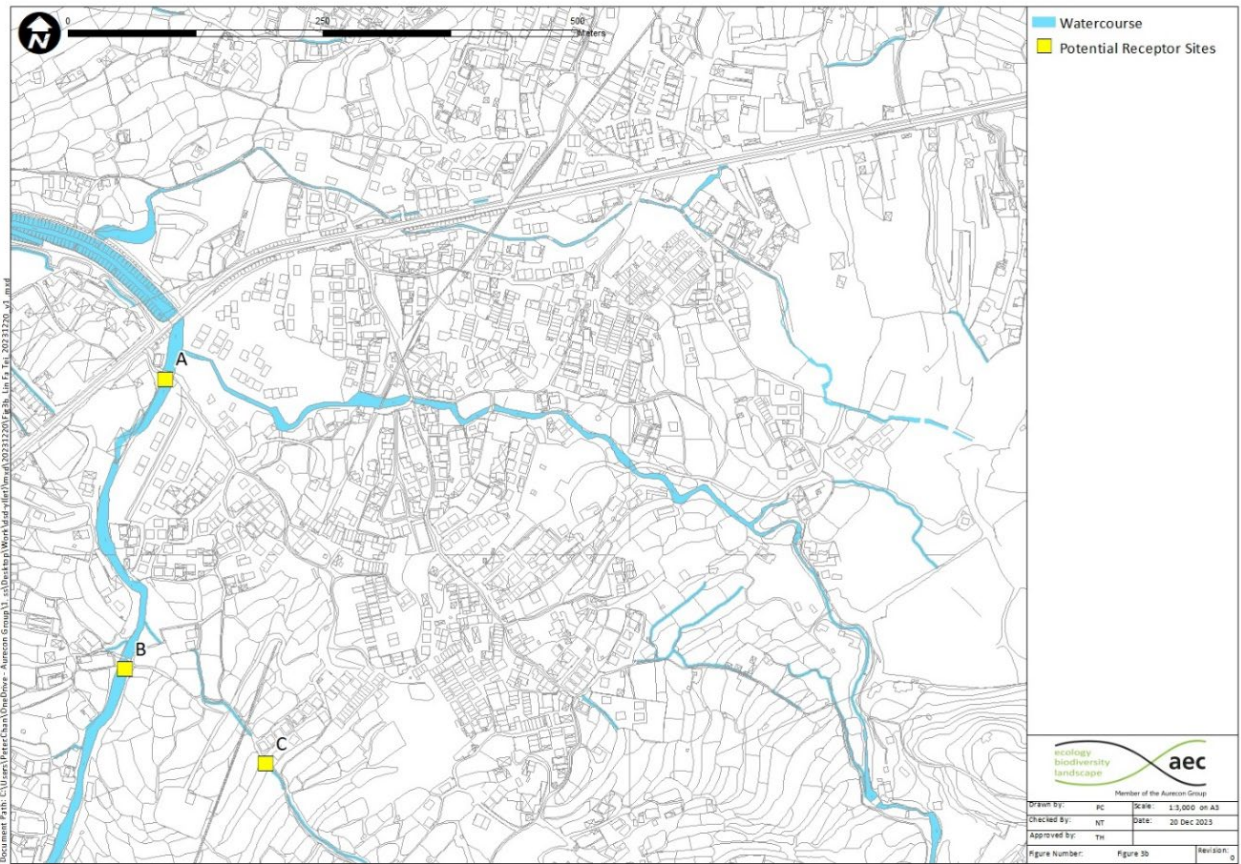 N
0
250
500
Meters
Watercourse
Potential Receptor Sites
A
B
C
ecology
biodiversity
landscape
aec
Member of the Aurecon Group
Drawn by: PC Scale: 1:3,000 on A3
Checked By: NT Date: 20 Dec 2023
Approved by: TH
Figure Number: Figure 3b Revision: 0